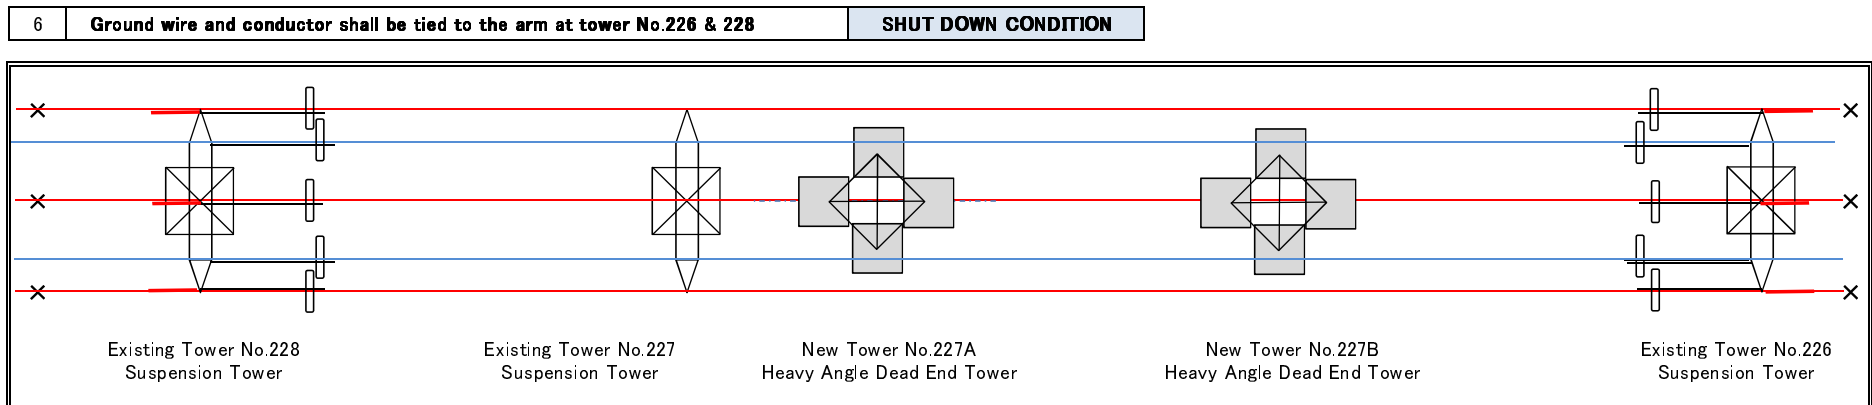 6 Ground wire and conductor shall be tied to the arm at tower No.226 & 228 SHUT DOWN CONDITION
Existing Tower No.228
Suspension Tower
Existing Tower No.227
Suspension Tower
New Tower No.227A
Heavy Angle Dead End Tower
New Tower No.227B
Heavy Angle Dead End Tower
Existing Tower No.226
Suspension Tower